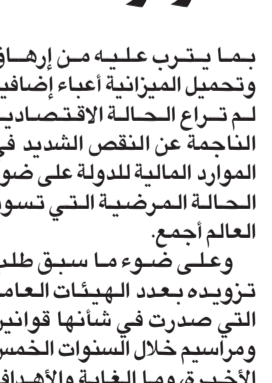 بما يترب عليه من إرهاق
وتحميل الميزانية أعباء إضافية
لم تراع الحالة الاقتصادية
الناجمة عن النقص الشديد في
الموارد المالية للدولة على ضوء
الحالة المرضية التي تسود
العالم أجمع.
وعلى ضوء ما سبق طلب
تزويده بعدد الهيئات العامة
التي صدرت في شأنها قوانين
ومراسيم خلال السنوات الخمس
الأخيرة، وما الغاية والأهداف